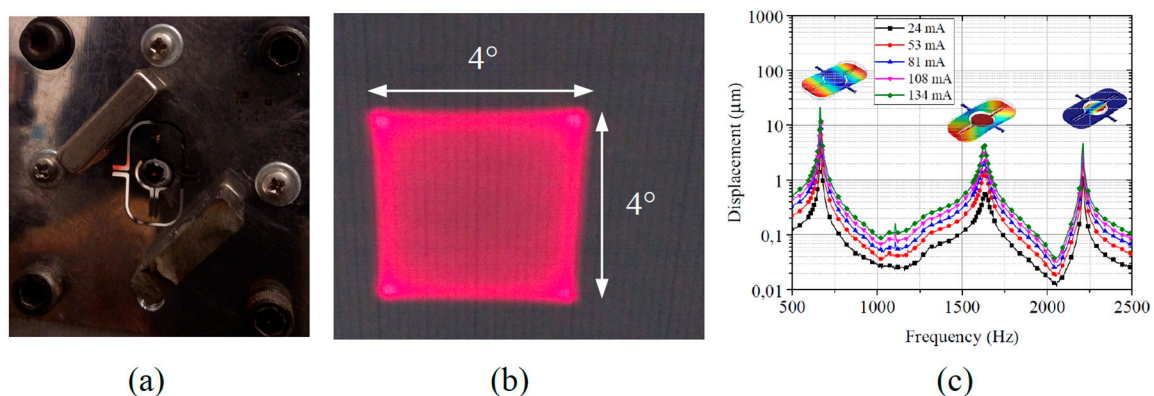 4°
4°
1000
100
10
1
0,1
0,01
Displacement (μm)
24 mA
53 mA
81 mA
108 mA
134 mA
500
1000
1500
2000
2500
Frequency (Hz)
(a)
(b)
(c)